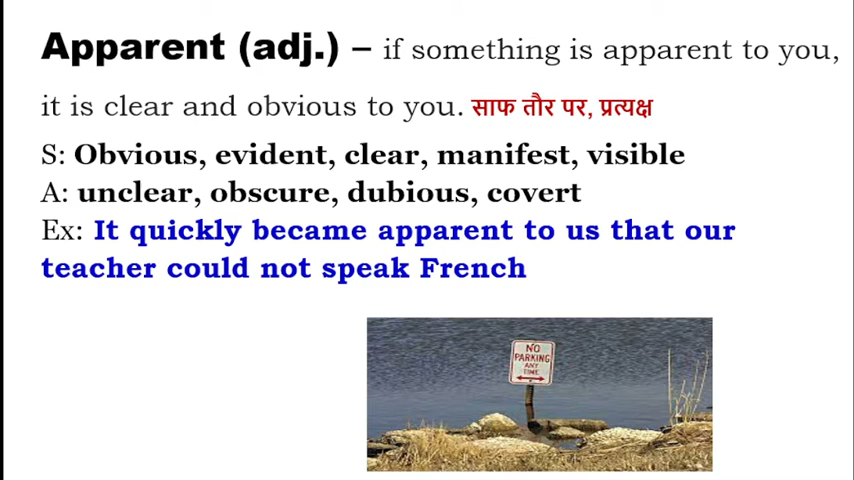 Apparent (adj.) – if something is apparent to you,
it is clear and obvious to you. साफ तौर पर, प्रत्यक्ष
S: Obvious, evident, clear, manifest, visible
A: unclear, obscure, dubious, covert
Ex: It quickly became apparent to us that our
teacher could not speak French
NO
PARKING
ANY
TIME